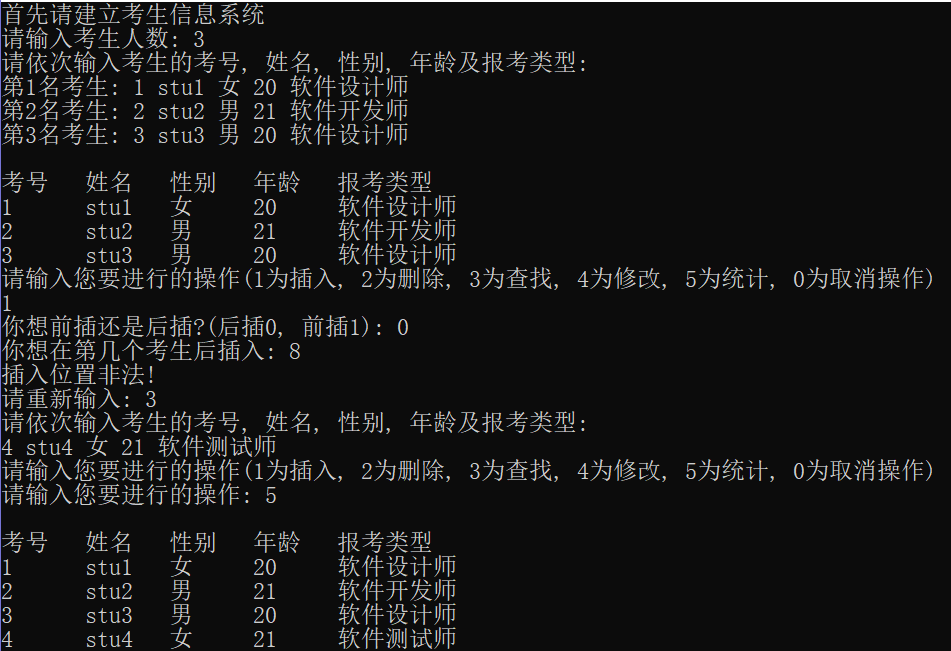 首先请建立考生信息系统
请输入考生人数: 3
请依次输入考生的考号, 姓名, 性别, 年龄及报考类型:
第1名考生: 1 stu1 女 20 软件设计师
第2名考生: 2 stu2 男 21 软件开发师
第3名考生: 3 stu3 男 20 软件设计师
考号 姓名 性别 年龄 报考类型
1 stu1 女 20 软件设计师
2 stu2 男 21 软件开发师
3 stu3 男 20 软件设计师
请输入您要进行的操作(1为插入, 2为删除, 3为查找, 4为修改, 5为统计, 0为取消操作)
1
你想前插还是后插?(后插0, 前插1): 0
你想在第几个考生后插入: 8
插入位置非法!
请重新输入: 3
请依次输入考生的考号, 姓名, 性别, 年龄及报考类型:
4 stu4 女 21 软件测试师
请输入您要进行的操作(1为插入, 2为删除, 3为查找, 4为修改, 5为统计, 0为取消操作)
请输入您要进行的操作: 5
考号 姓名 性别 年龄 报考类型
1 stu1 女 20 软件设计师
2 stu2 男 21 软件开发师
3 stu3 男 20 软件设计师
4 stu4 女 21 软件测试师